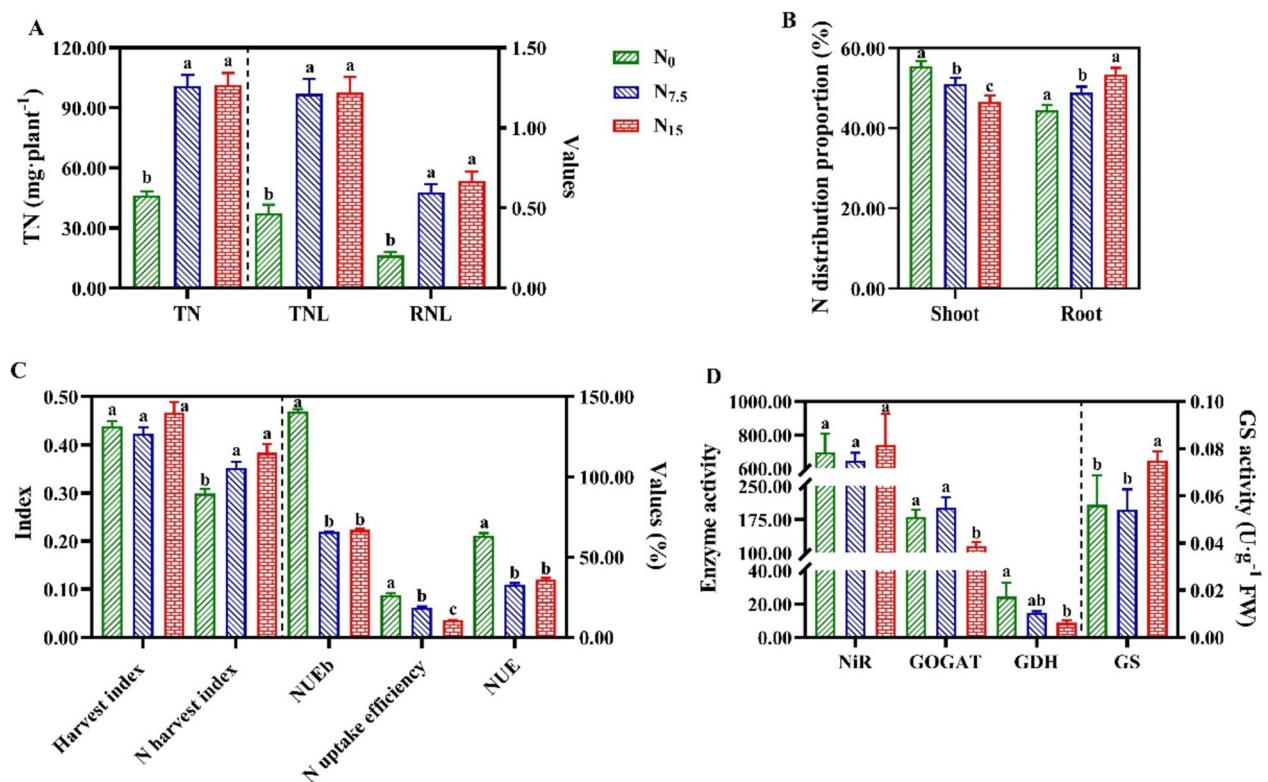 A
TN (mg·plant⁻¹)
120.00
90.00
60.00
30.00
0.00
b
a
a
b
a
a
b
a
a
TN
TNL
RNL
1.50
1.00
0.50
0.00
Values
N₀
N₇.₅
N₁₅
B
N distribution proportion (%)
60.00
40.00
20.00
0.00
a
b
c
a
b
a
Shoot
Root
C
Index
0.50
0.40
0.30
0.20
0.10
0.00
a
a
a
b
a
a
a
b
b
a
b
c
a
b
b
Harvest index
N harvest index
NUEb
N uptake efficiency
NUE
150.00
100.00
50.00
0.00
Values (%)
D
Enzyme activity
1000.00
800.00
600.00
250.00
175.00
100.00
40.00
20.00
0.00
a
a
a
a
a
b
a
ab
b
b
b
a
NiR
GOGAT
GDH
GS
0.10
0.08
0.06
0.04
0.02
0.00
GS activity (U·g⁻¹ FW)